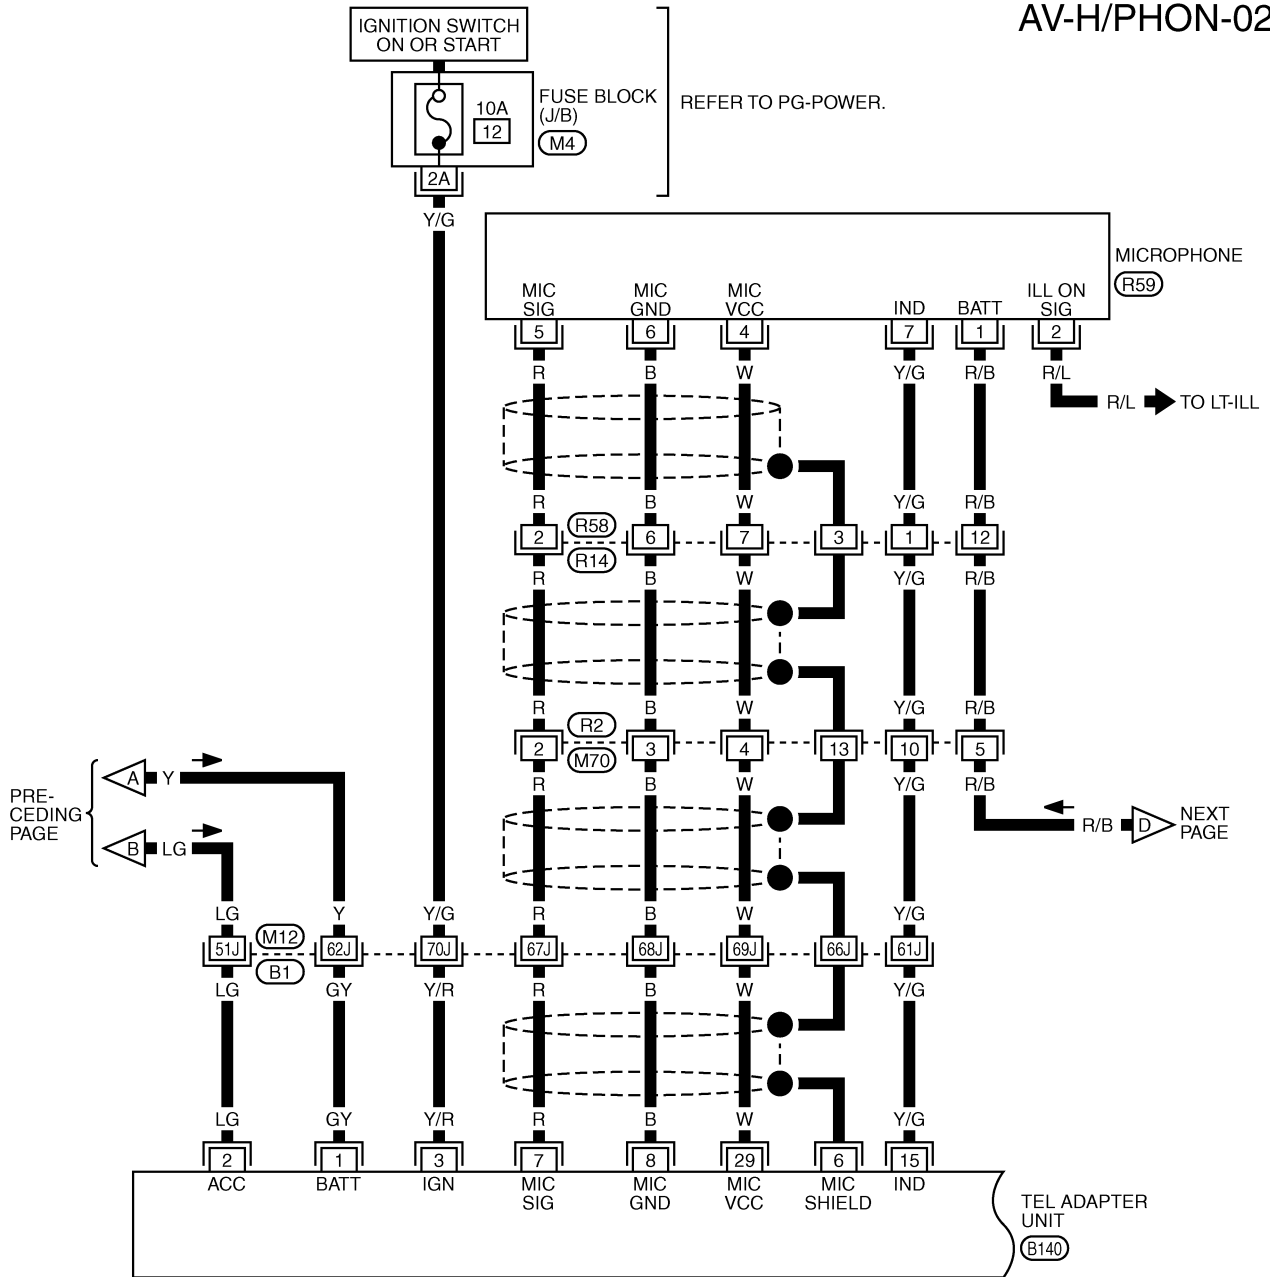 AV-H/PHON-02
IGNITION SWITCH
ON OR START
10A
12
FUSE BLOCK
(J/B)
M4
REFER TO PG-POWER.
2A
Y/G
MICROPHONE
R59
MIC SIG
MIC GND
MIC VCC
IND
BATT
ILL ON SIG
5 6 4 7 1 2
R B W Y/G R/B R/L
R/L TO LT-ILL
R B W Y/G R/B
R58
2 6 7 3 1 12
R14
R B W Y/G R/B
R B W Y/G R/B
R2
2 3 4 13 10 5
M70
R B W Y/G R/B
PRE-
CEDING
PAGE
A Y
B LG
R/B D
NEXT
PAGE
LG Y Y/G R B W Y/G
M12
51J 62J 70J 67J 68J 69J 66J 61J
B1
LG GY Y/R R B W Y/G
LG GY Y/R R B W Y/G
2 1 3 7 8 29 6 15
ACC
BATT
IGN
MIC SIG
MIC GND
MIC VCC
MIC SHIELD
IND
TEL ADAPTER
UNIT
B140